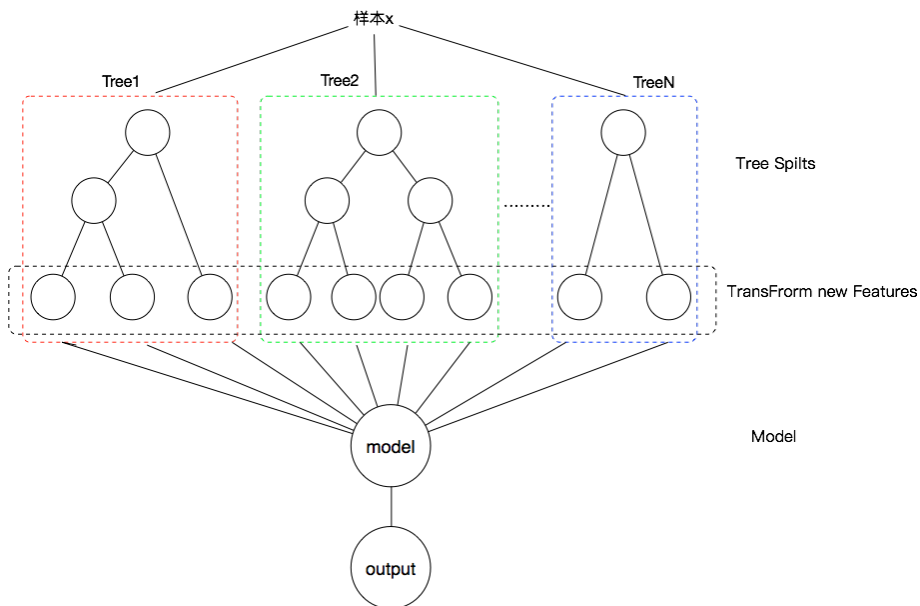 样本x
Tree1
Tree2
TreeN
Tree Spilts
TransFrorm new Features
model
Model
output